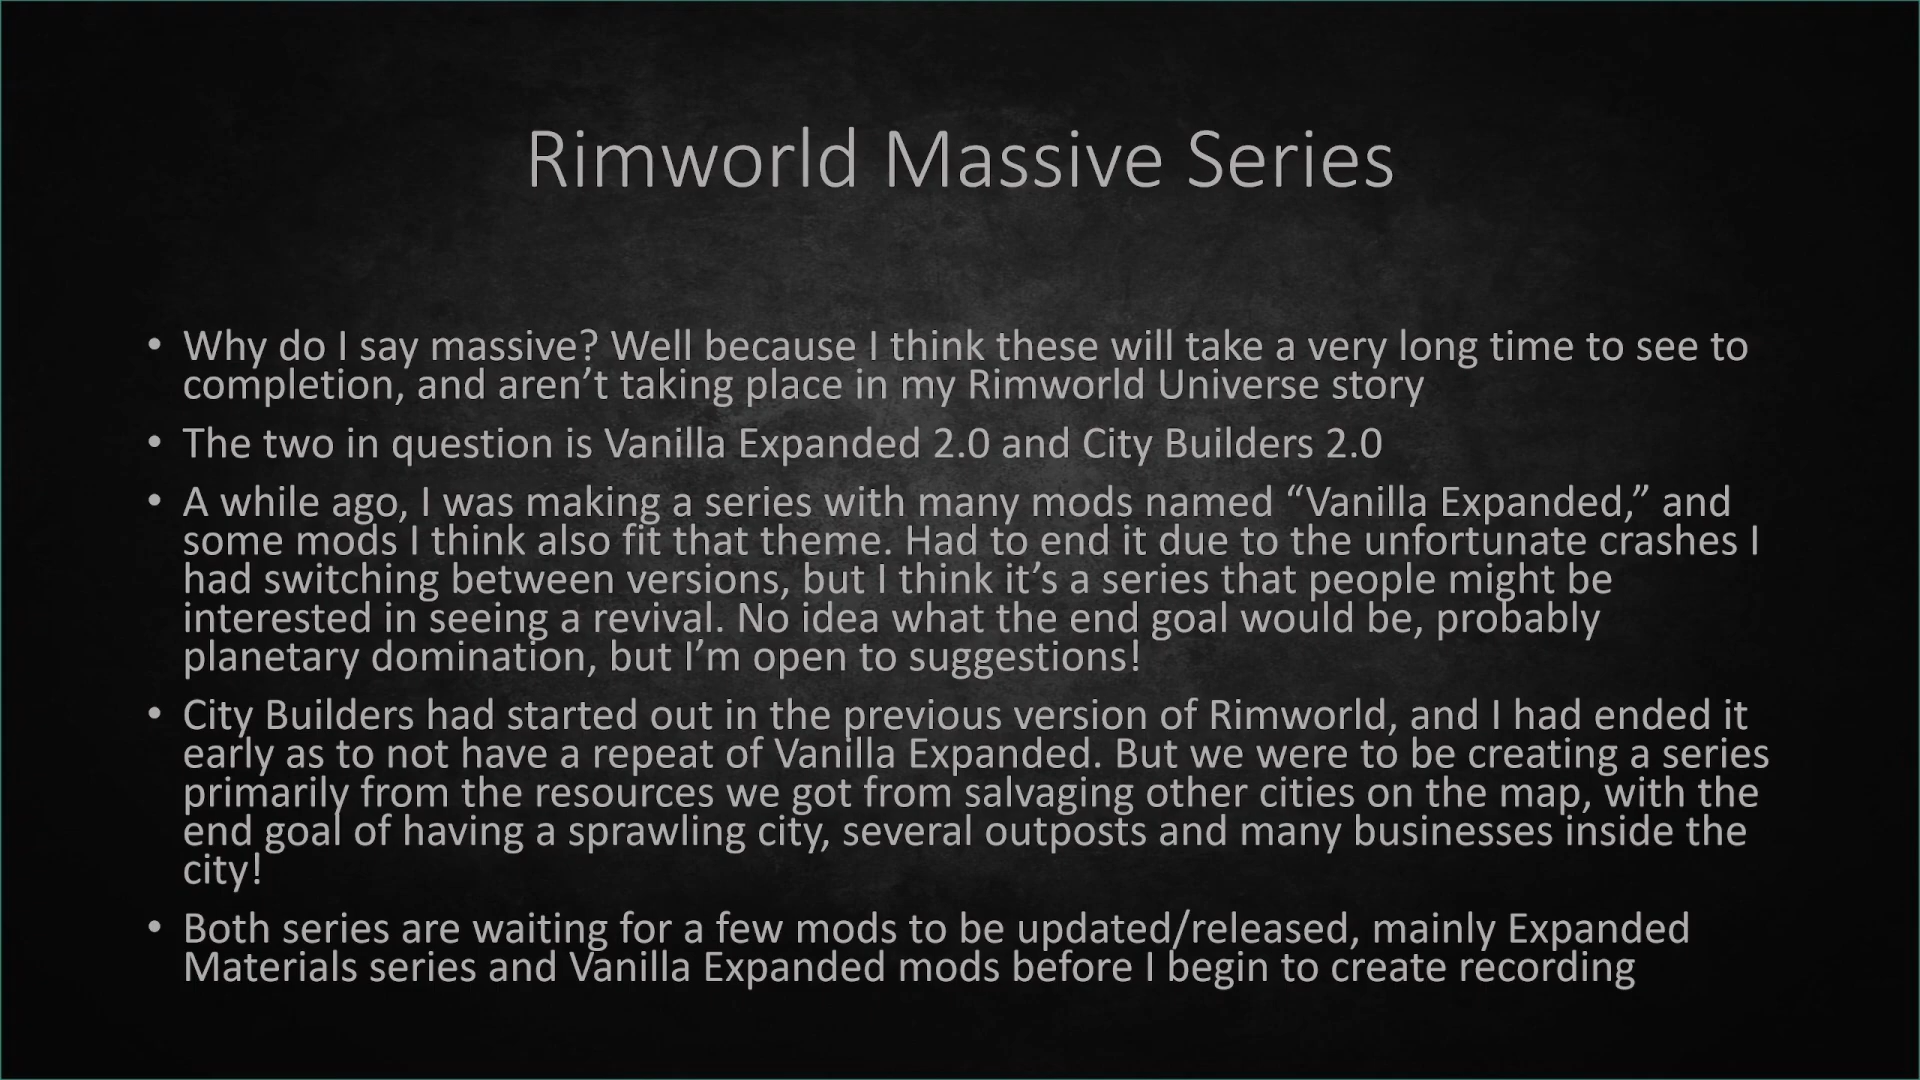 Rimworld Massive Series
• Why do I say massive? Well because I think these will take a very long time to see to
completion, and aren’t taking place in my Rimworld Universe story
• The two in question is Vanilla Expanded 2.0 and City Builders 2.0
• A while ago, I was making a series with many mods named “Vanilla Expanded,” and
some mods I think also fit that theme. Had to end it due to the unfortunate crashes I
had switching between versions, but I think it’s a series that people might be
interested in seeing a revival. No idea what the end goal would be, probably
planetary domination, but I’m open to suggestions!
• City Builders had started out in the previous version of Rimworld, and I had ended it
early as to not have a repeat of Vanilla Expanded. But we were to be creating a series
primarily from the resources we got from salvaging other cities on the map, with the
end goal of having a sprawling city, several outposts and many businesses inside the
city!
• Both series are waiting for a few mods to be updated/released, mainly Expanded
Materials series and Vanilla Expanded mods before I begin to create recording